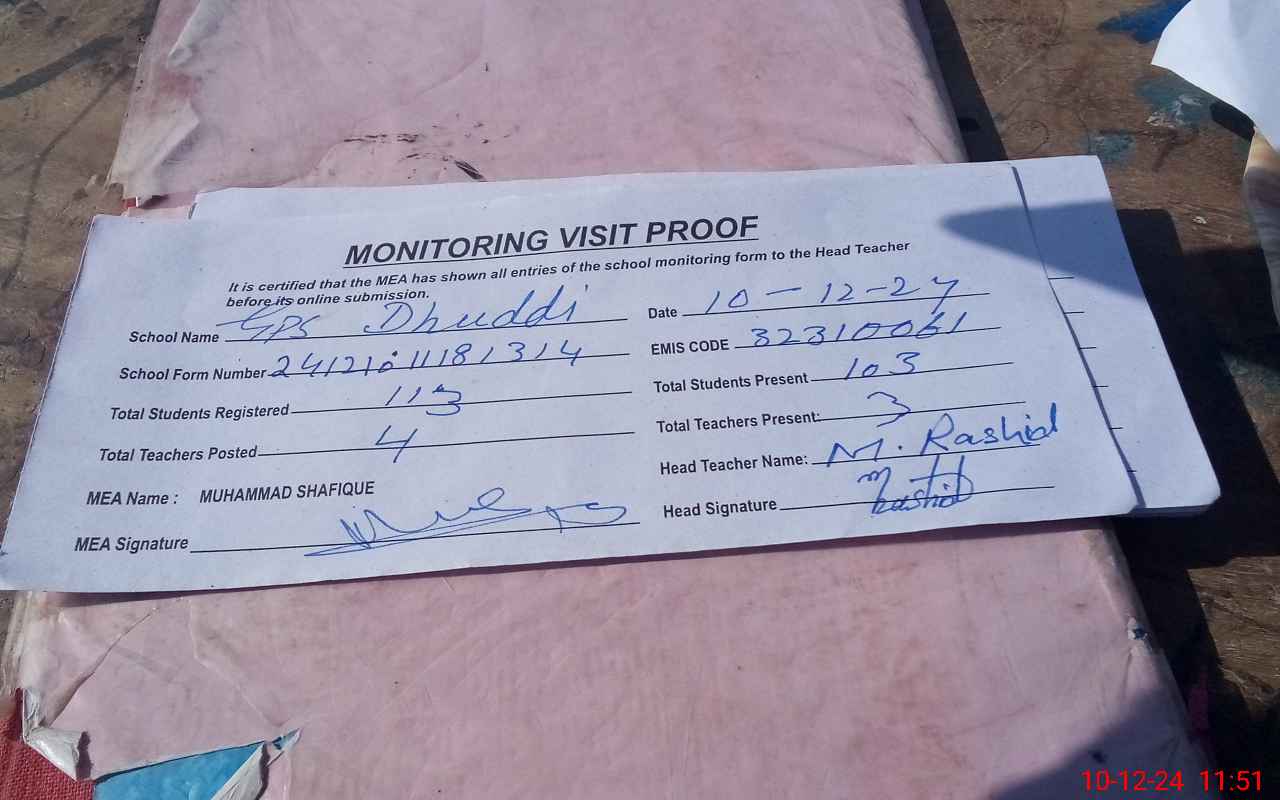 MONITORING VISIT PROOF
It is certified that the MEA has shown all entries of the school monitoring form to the Head Teacher
before its online submission.
School Name GPS Dhuddi
Date 10-12-24
School Form Number 24121011181314
EMIS CODE 32310061
Total Students Registered 113
Total Students Present 103
Total Teachers Posted 4
Total Teachers Present: 3
MEA Name : MUHAMMAD SHAFIQUE
Head Teacher Name: M. Rashid
MEA Signature
Head Signature M Rashid
10-12-24 11:51